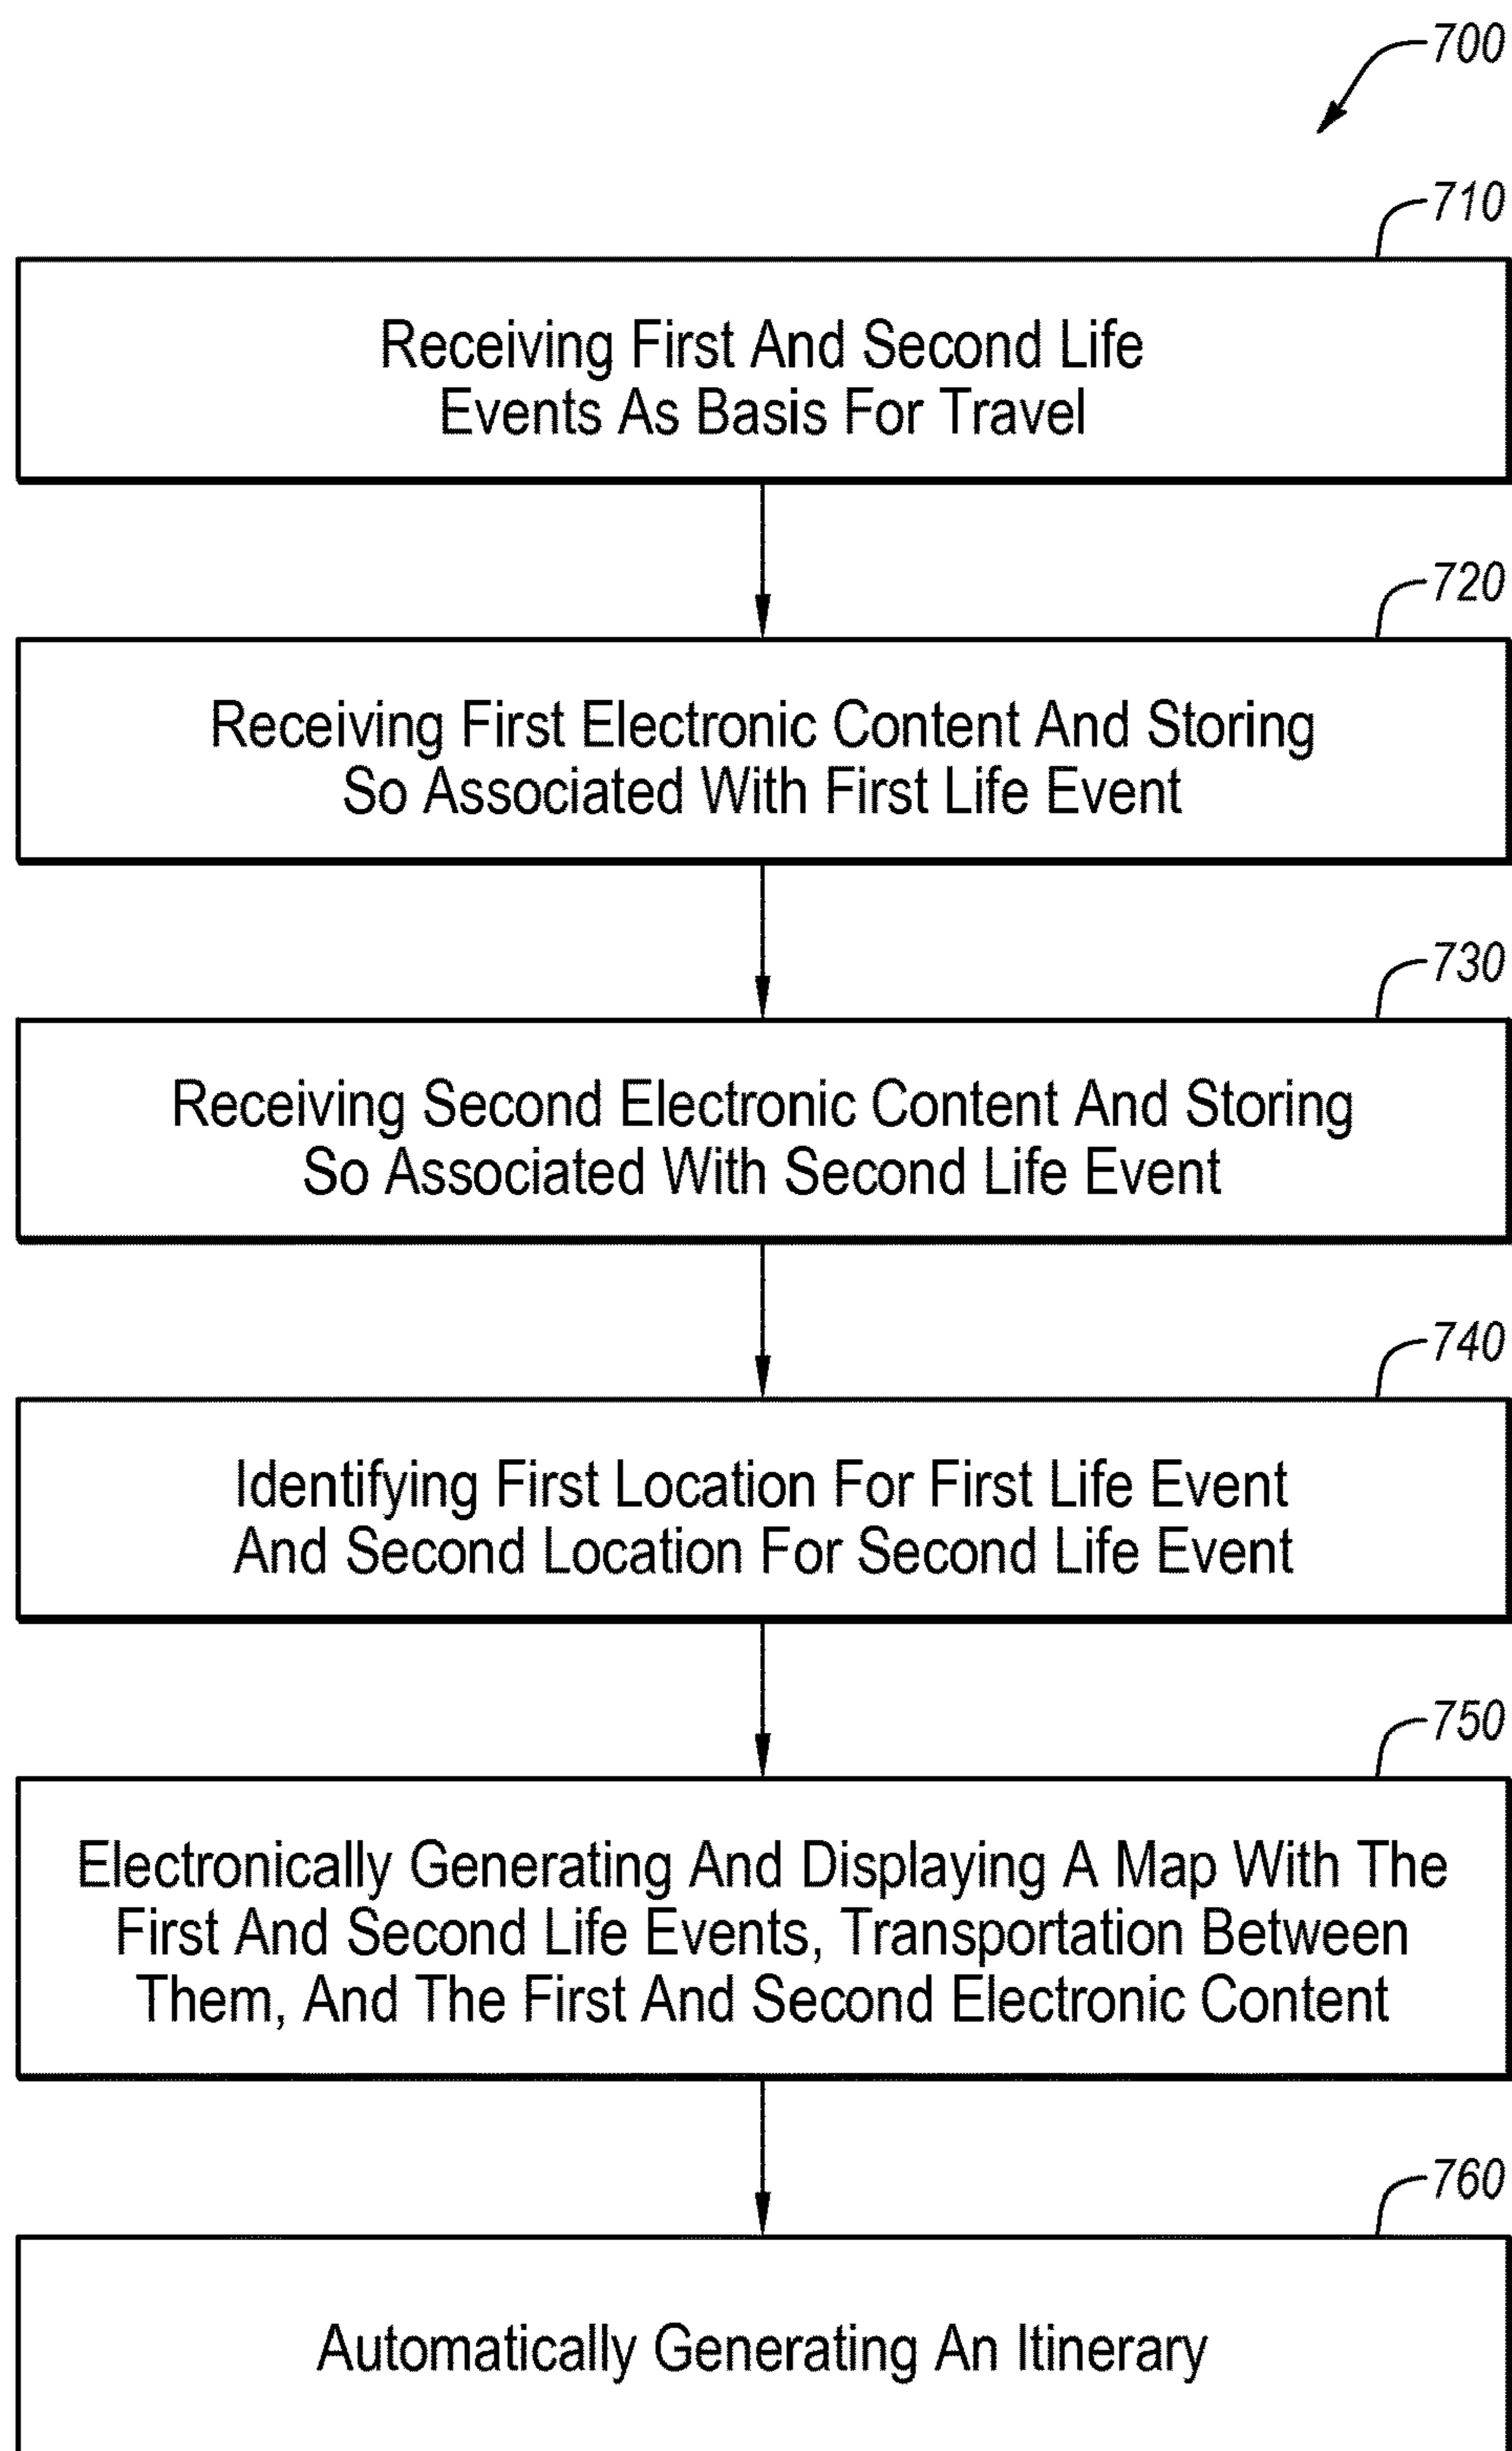 700
710
Receiving First And Second Life
Events As Basis For Travel
720
Receiving First Electronic Content And Storing
So Associated With First Life Event
730
Receiving Second Electronic Content And Storing
So Associated With Second Life Event
740
Identifying First Location For First Life Event
And Second Location For Second Life Event
750
Electronically Generating And Displaying A Map With The
First And Second Life Events, Transportation Between
Them, And The First And Second Electronic Content
760
Automatically Generating An Itinerary